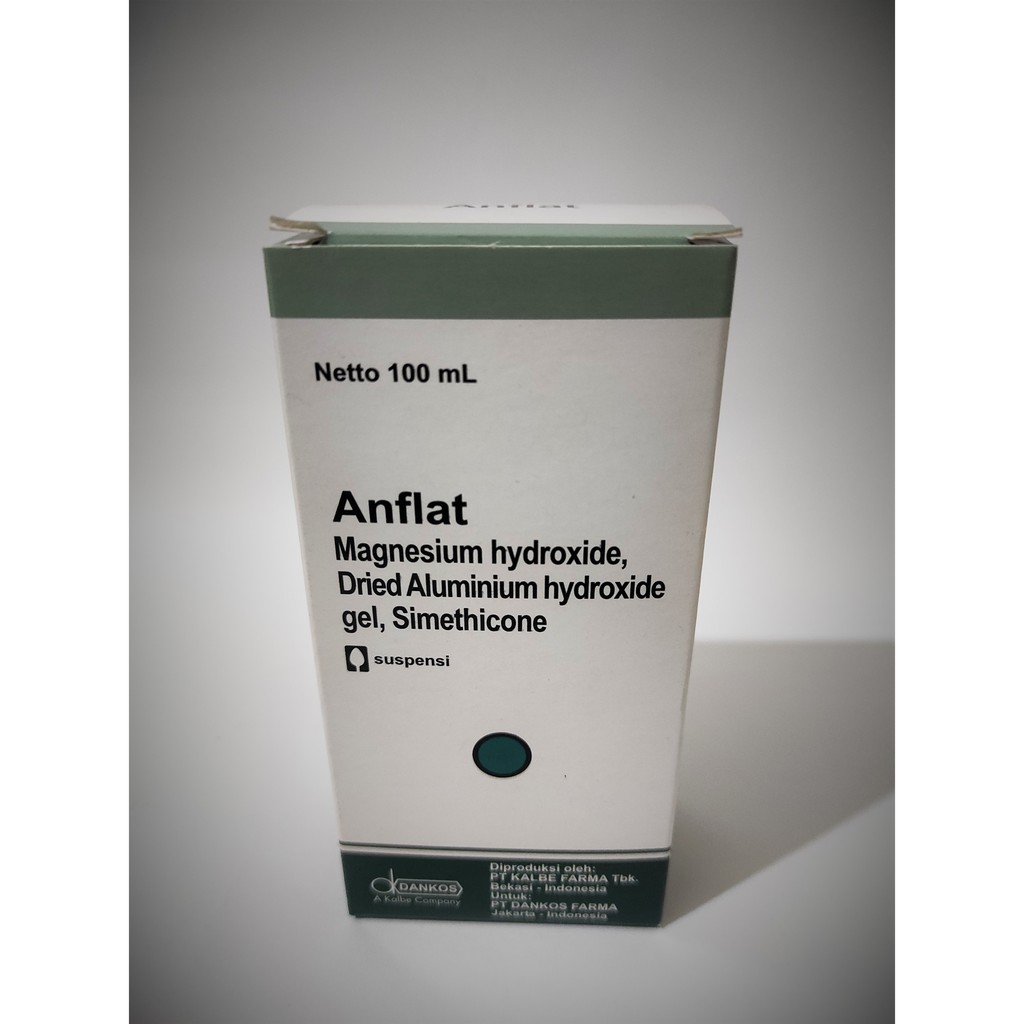 Anflat
Netto 100 mL
Anflat
Magnesium hydroxide,
Dried Aluminium hydroxide
gel, Simethicone
suspensi
DANKOS
A Kalbe Company
Diproduksi oleh:
PT KALBE FARMA Tbk.
Bekasi - Indonesia
Untuk:
PT DANKOS FARMA
Jakarta - Indonesia